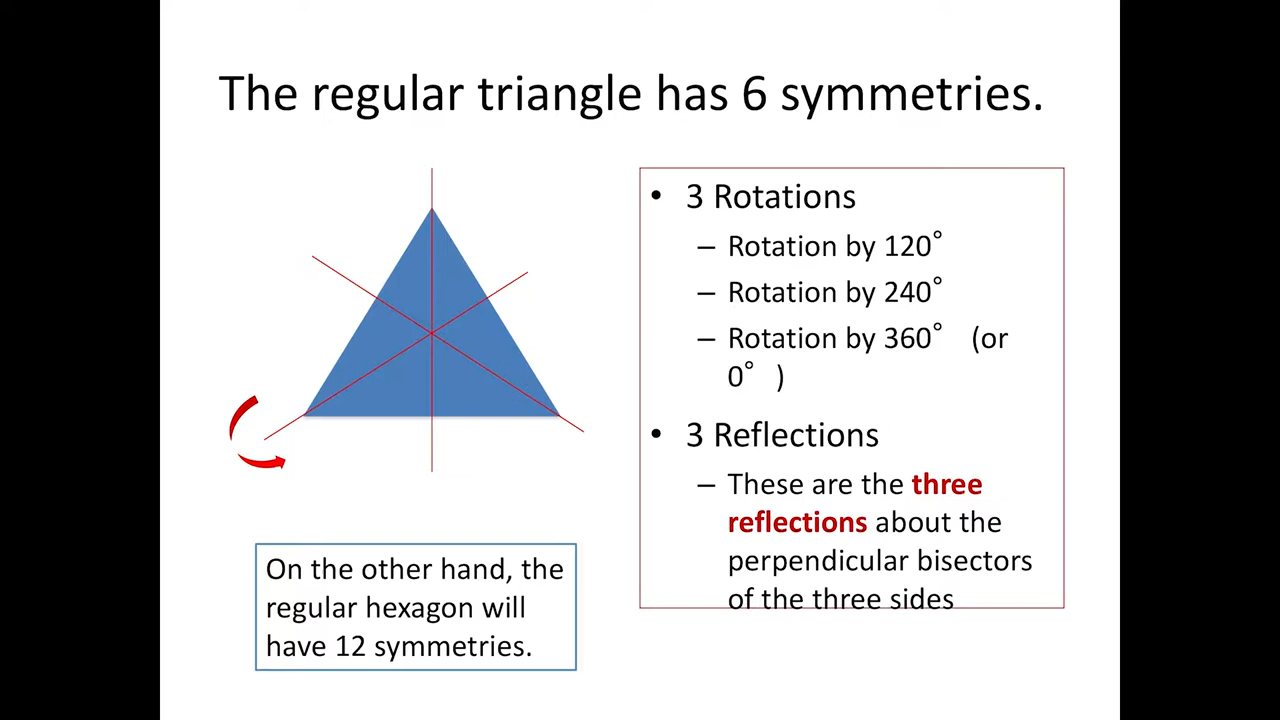 The regular triangle has 6 symmetries.
• 3 Rotations
– Rotation by 120°
– Rotation by 240°
– Rotation by 360° (or
0° )
• 3 Reflections
– These are the three
reflections about the
perpendicular bisectors
of the three sides
On the other hand, the
regular hexagon will
have 12 symmetries.